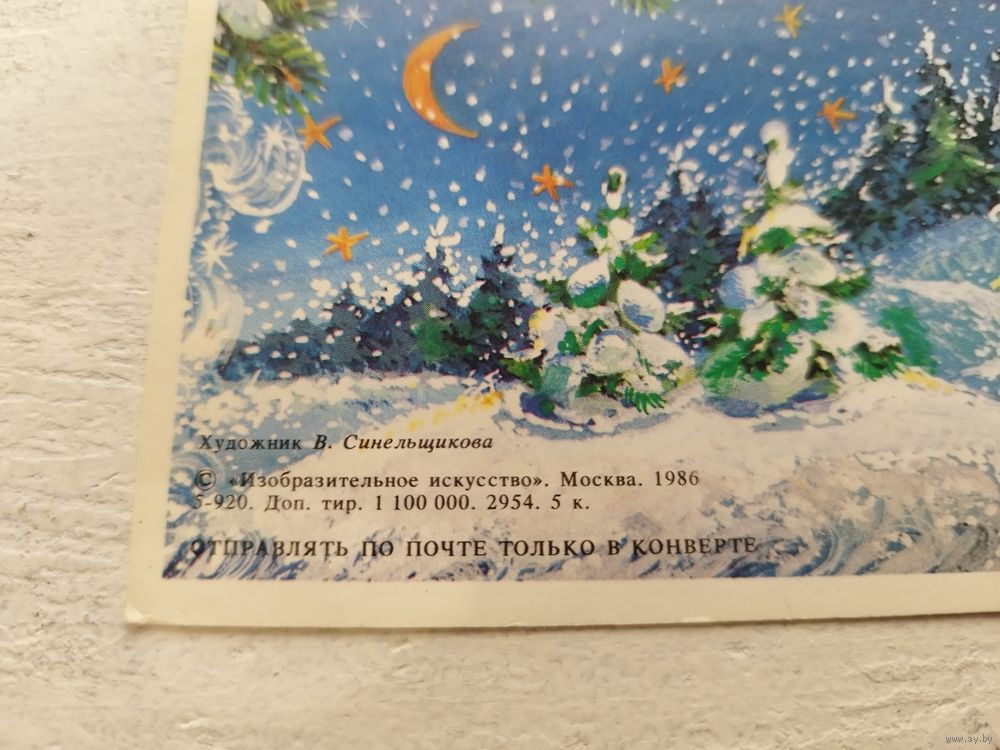 Художник В. Синельщикова
© «Изобразительное искусство». Москва. 1986
5-920. Доп. тир. 1 100 000. 2954. 5 к.
ОТПРАВЛЯТЬ ПО ПОЧТЕ ТОЛЬКО В КОНВЕРТЕ
www.ay.by